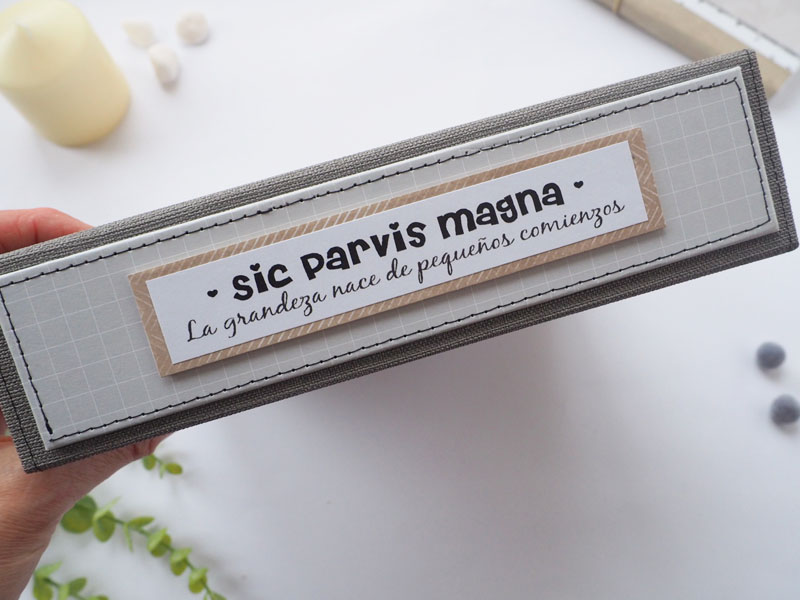 ♥ sic parvis magna ♥
La grandeza nace de pequeños comienzos